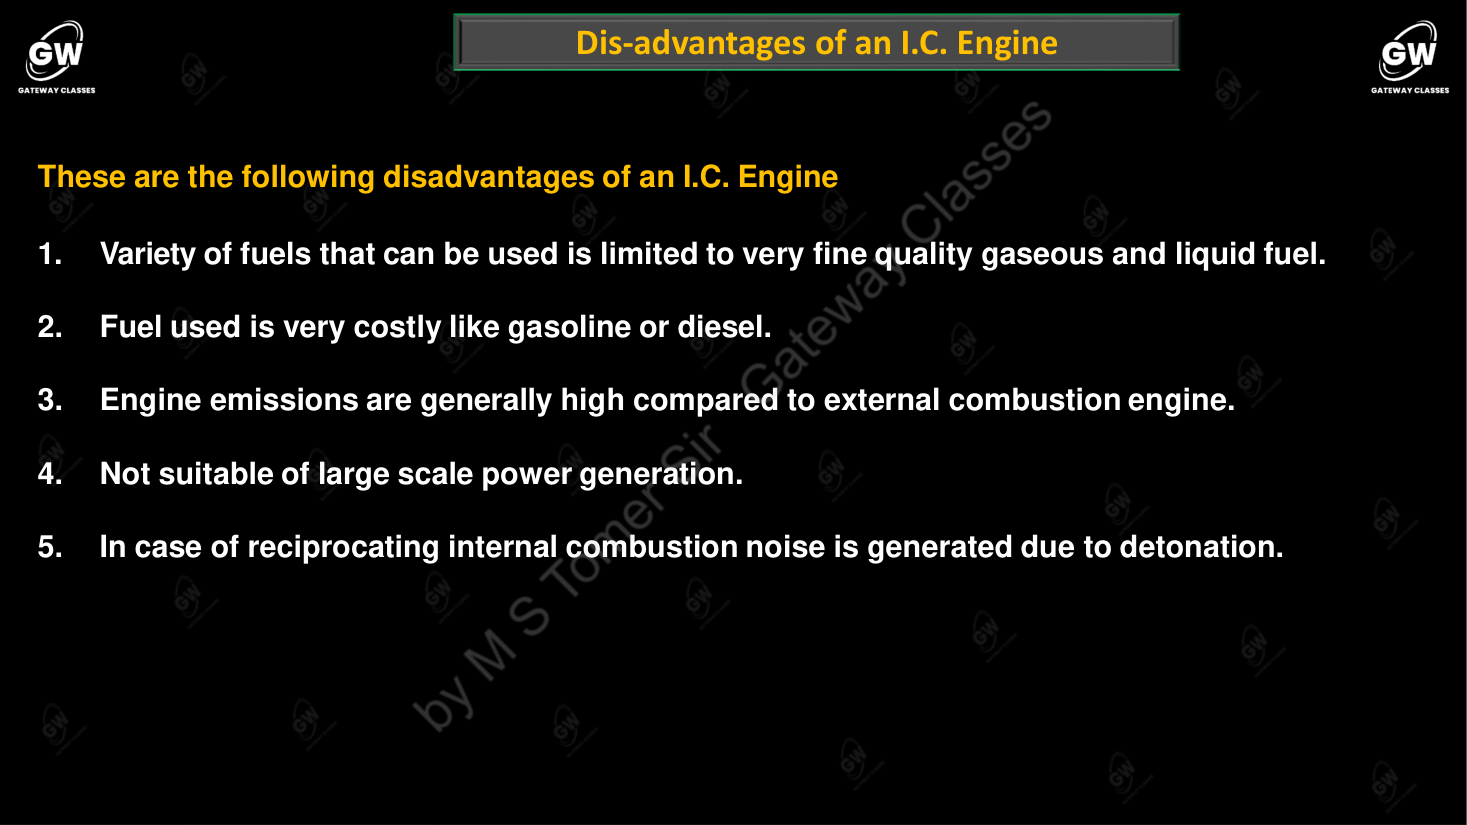 Dis-advantages of an I.C. Engine
GW
GATEWAY CLASSES
GW
GATEWAY CLASSES
These are the following disadvantages of an I.C. Engine
1. Variety of fuels that can be used is limited to very fine quality gaseous and liquid fuel.
2. Fuel used is very costly like gasoline or diesel.
3. Engine emissions are generally high compared to external combustion engine.
4. Not suitable of large scale power generation.
5. In case of reciprocating internal combustion noise is generated due to detonation.
by M S Tomer Sir Gateway Classes